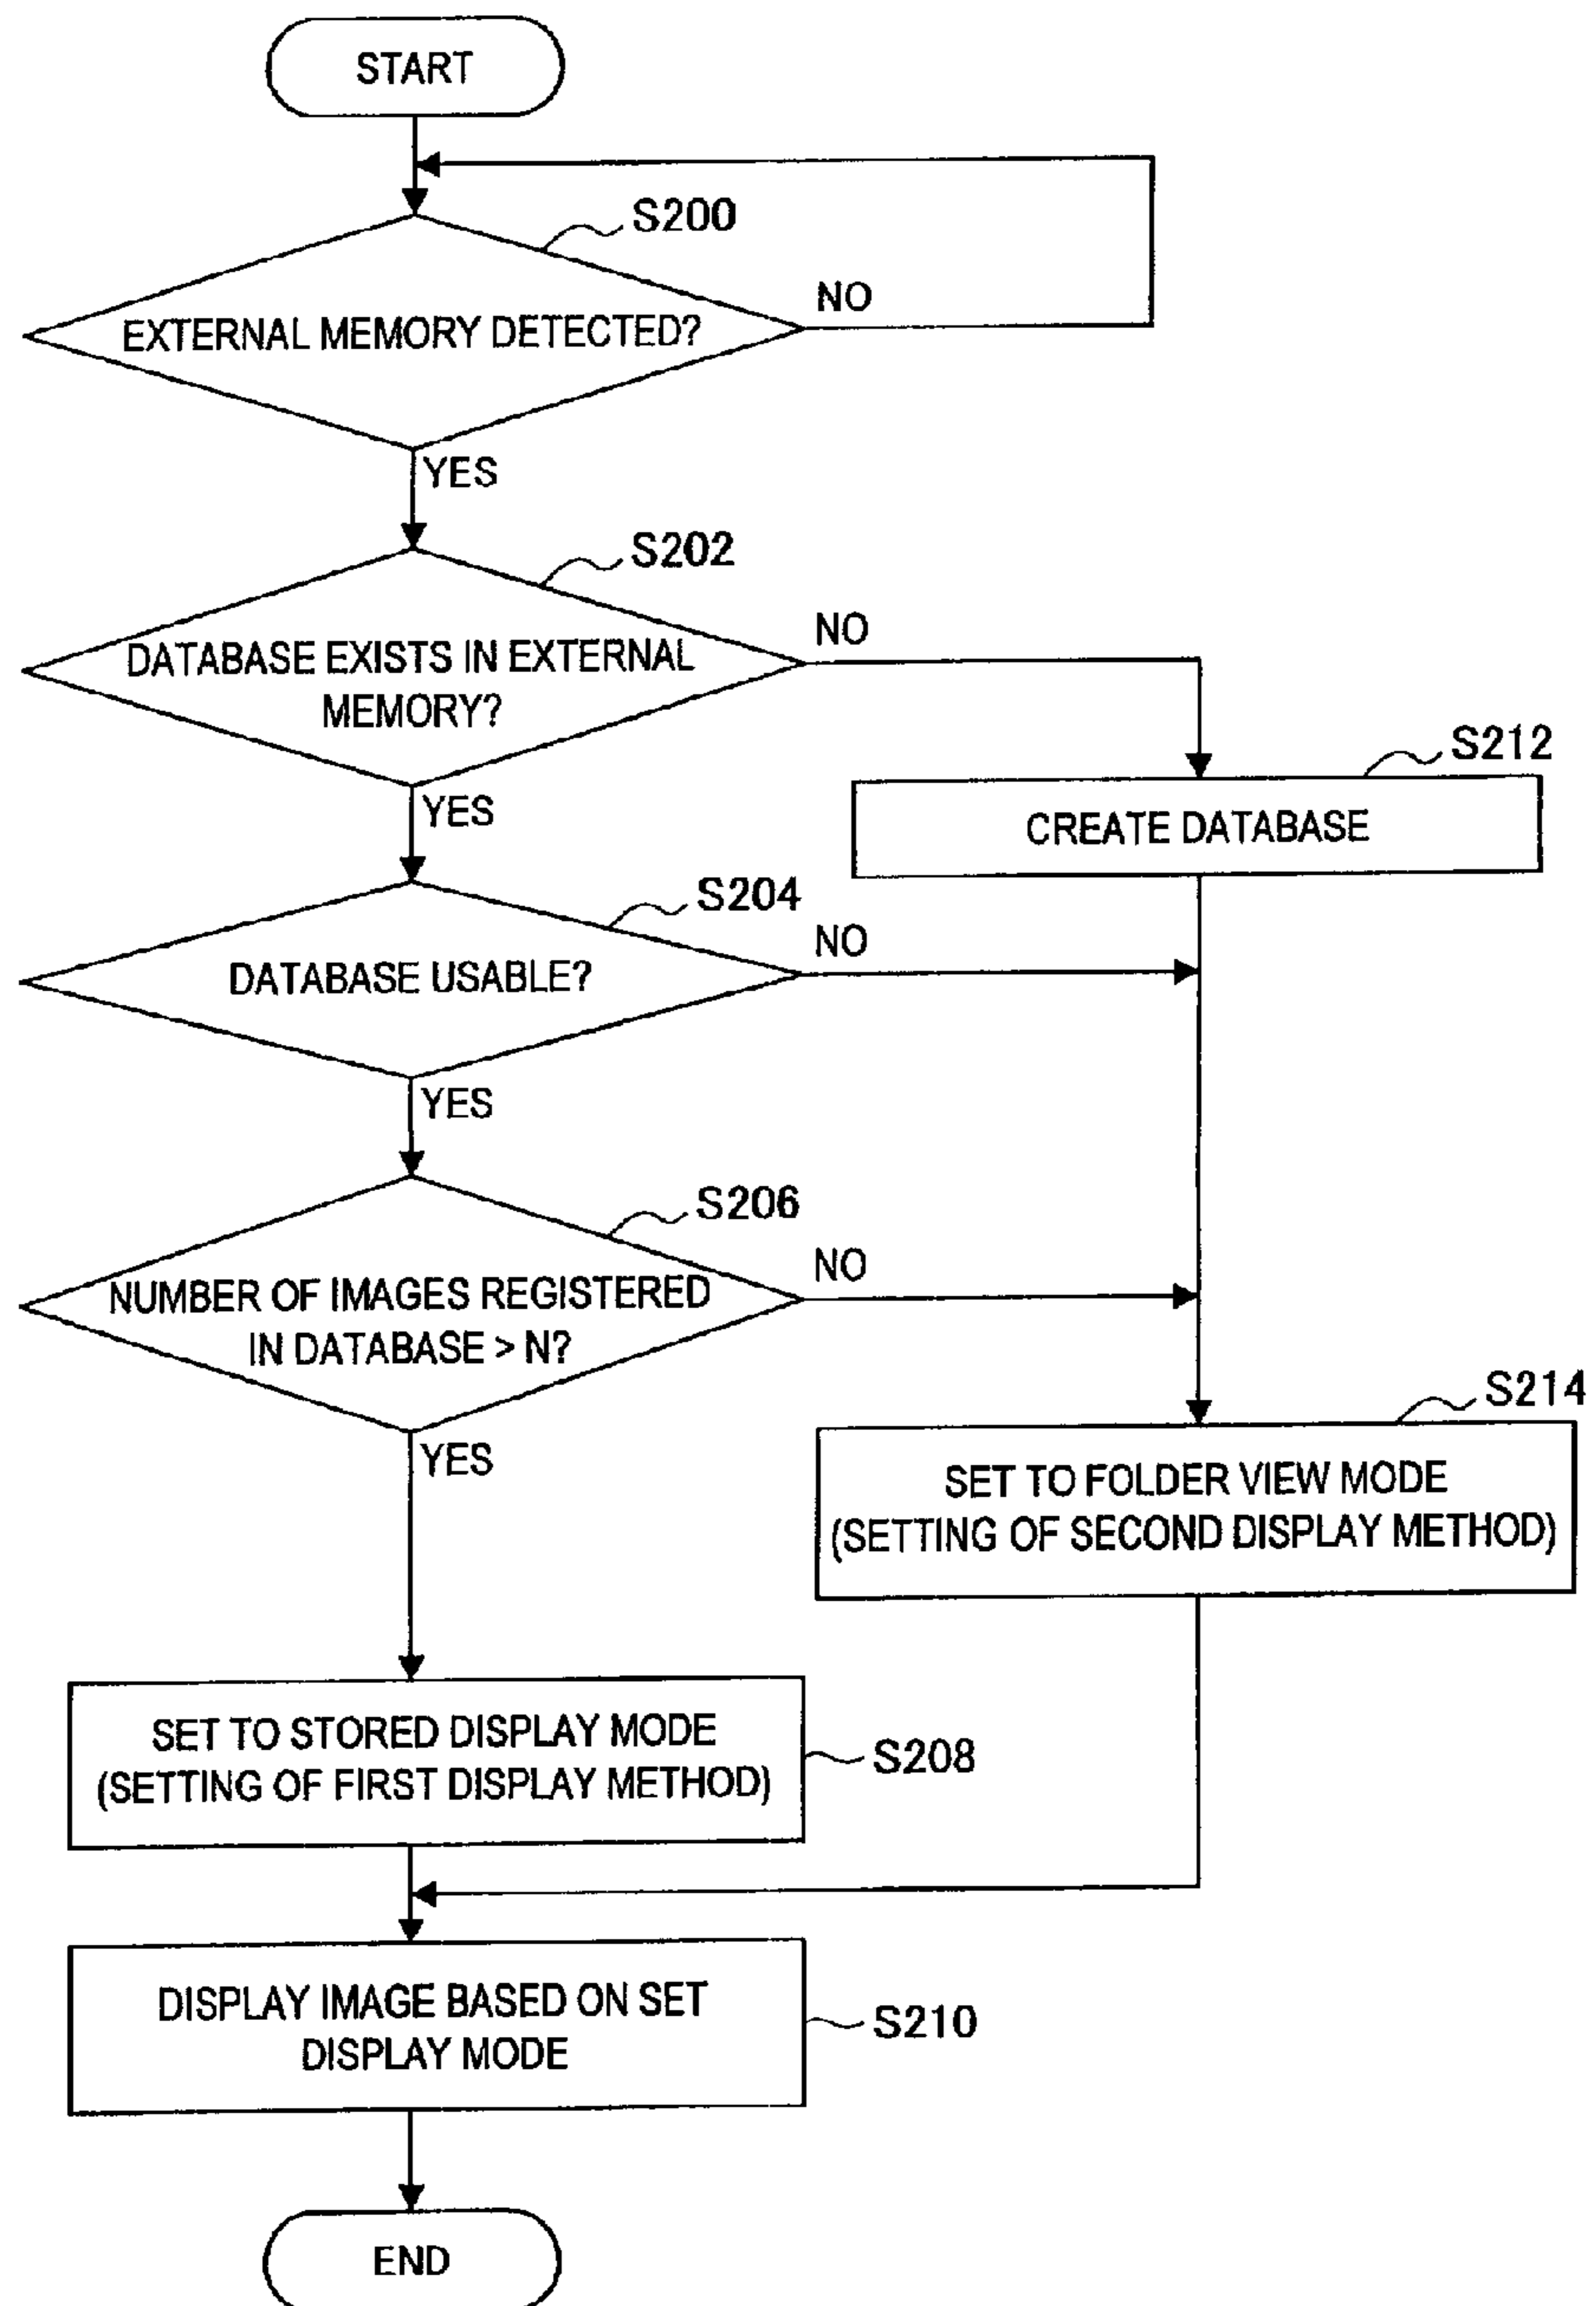 START
S200
EXTERNAL MEMORY DETECTED?
NO
YES
S202
DATABASE EXISTS IN EXTERNAL
MEMORY?
NO
YES
S212
CREATE DATABASE
S204
DATABASE USABLE?
NO
YES
S206
NUMBER OF IMAGES REGISTERED
IN DATABASE > N?
NO
YES
S214
SET TO FOLDER VIEW MODE
(SETTING OF SECOND DISPLAY METHOD)
SET TO STORED DISPLAY MODE
(SETTING OF FIRST DISPLAY METHOD)
S208
DISPLAY IMAGE BASED ON SET
DISPLAY MODE
S210
END